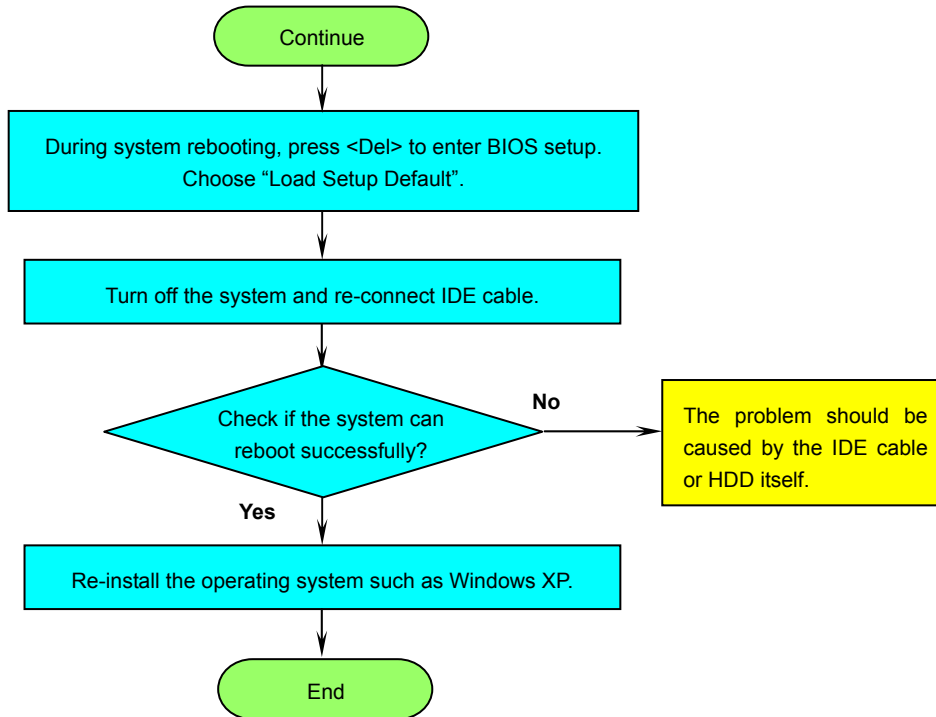 Continue
During system rebooting, press <Del> to enter BIOS setup.
Choose “Load Setup Default”.
Turn off the system and re-connect IDE cable.
Check if the system can
reboot successfully?
No
The problem should be
caused by the IDE cable
or HDD itself.
Yes
Re-install the operating system such as Windows XP.
End